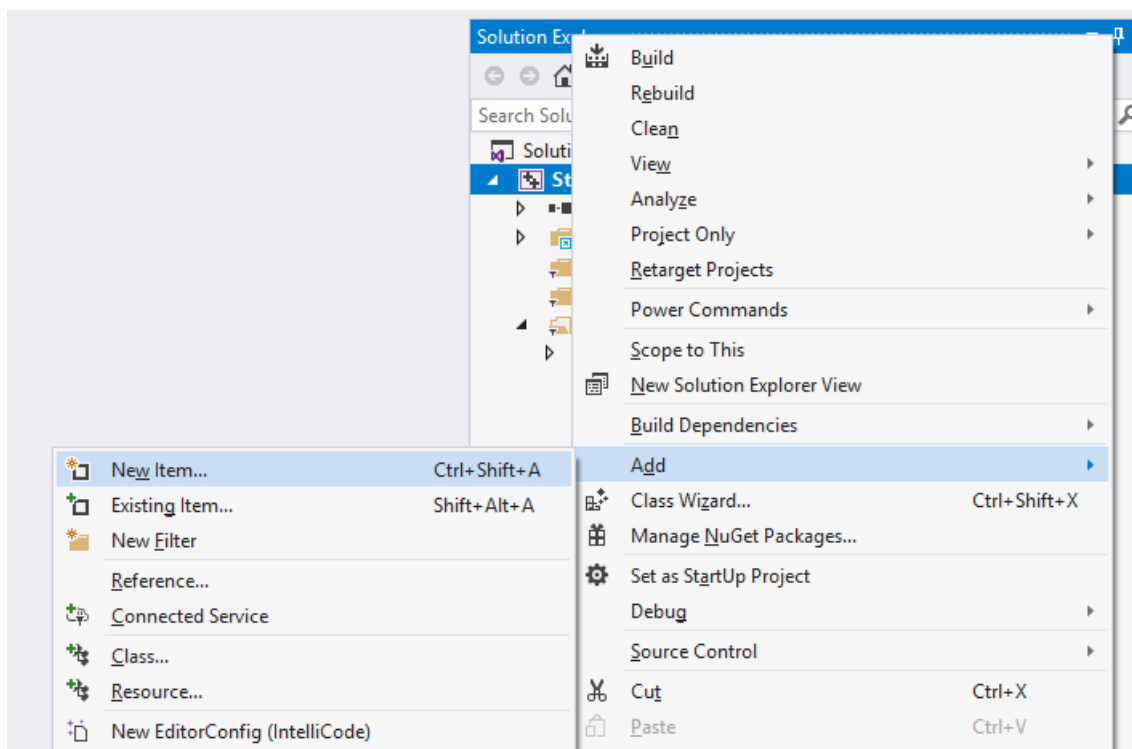 Solution Ex
Search Solu
Soluti
St
Build
Rebuild
Clean
View
Analyze
Project Only
Retarget Projects
Power Commands
Scope to This
New Solution Explorer View
Build Dependencies
Add
Class Wizard... Ctrl+Shift+X
Manage NuGet Packages...
Set as StartUp Project
Debug
Source Control
Cut Ctrl+X
Paste Ctrl+V
New Item... Ctrl+Shift+A
Existing Item... Shift+Alt+A
New Filter
Reference...
Connected Service
Class...
Resource...
New EditorConfig (IntelliCode)